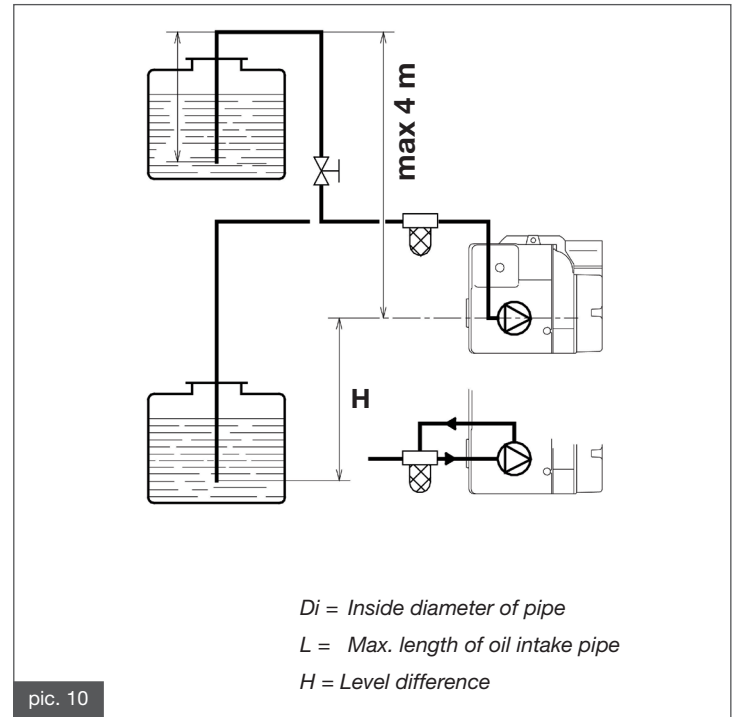 max 4 m
H
Di = Inside diameter of pipe
L = Max. length of oil intake pipe
H = Level difference
pic. 10